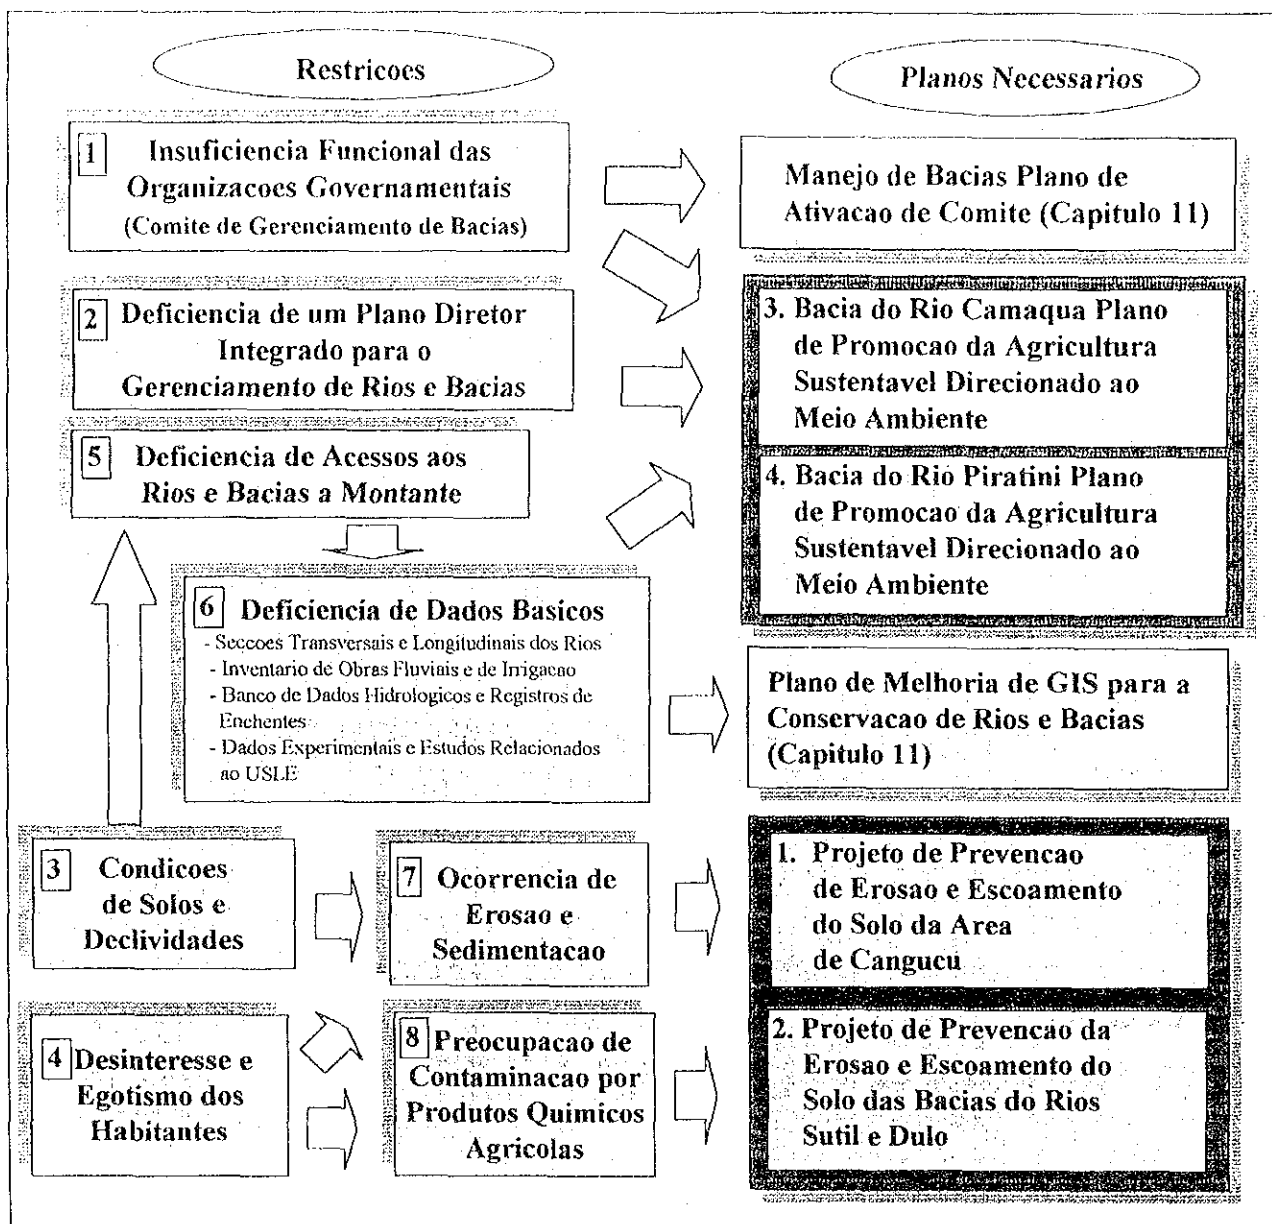 Restricoes
Planos Necessarios
1 Insuficiencia Funcional das
Organizacoes Governamentais
(Comite de Gerenciamento de Bacias)
Manejo de Bacias Plano de
Ativacao de Comite (Capitulo 11)
2 Deficiencia de um Plano Diretor
Integrado para o
Gerenciamento de Rios e Bacias
3. Bacia do Rio Camaqua Plano
de Promocao da Agricultura
Sustentavel Direcionado ao
Meio Ambiente
5 Deficiencia de Acessos aos
Rios e Bacias a Montante
4. Bacia do Rio Piratini Plano
de Promocao da Agricultura
Sustentavel Direcionado ao
Meio Ambiente
6 Deficiencia de Dados Basicos
- Seccoes Transversais e Longitudinais dos Rios
- Inventario de Obras Fluviais e de Irrigacao
- Banco de Dados Hidrologicos e Registros de
Enchentes
- Dados Experimentais e Estudos Relacionados
ao USLE
Plano de Melhoria de GIS para a
Conservacao de Rios e Bacias
(Capitulo 11)
3 Condicoes
de Solos e
Declividades
7 Ocorrencia de
Erosao e
Sedimentacao
1. Projeto de Prevencao
de Erosao e Escoamento
do Solo da Area
de Cangucu
4 Desinteresse e
Egotismo dos
Habitantes
8 Preocupacao de
Contaminacao por
Produtos Quimicos
Agricolas
2. Projeto de Prevencao da
Erosao e Escoamento do
Solo das Bacias do Rios
Sutil e Dulo